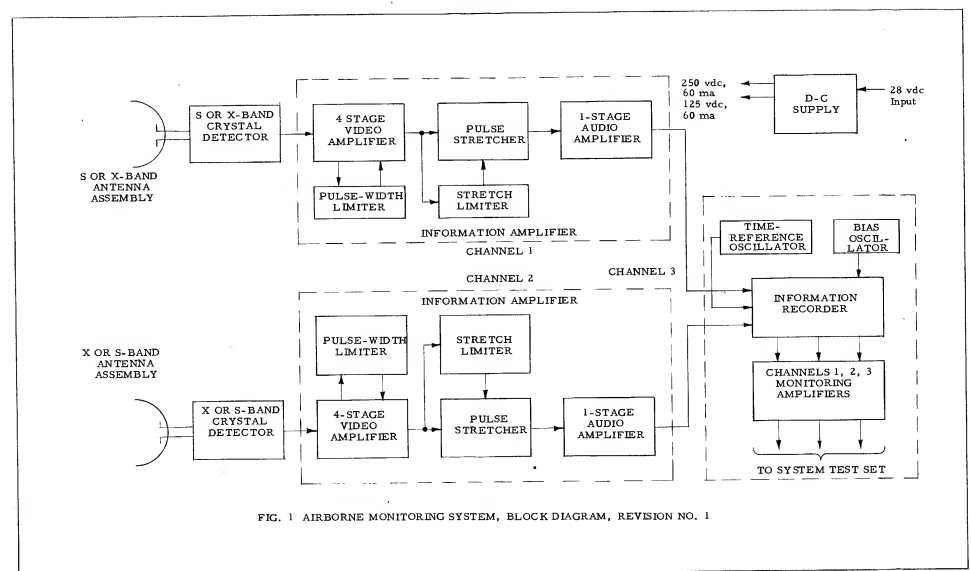 S OR X-BAND
ANTENNA
ASSEMBLY
S OR X-BAND
CRYSTAL
DETECTOR
4 STAGE
VIDEO
AMPLIFIER
PULSE-WIDTH
LIMITER
PULSE
STRETCHER
STRETCH
LIMITER
1-STAGE
AUDIO
AMPLIFIER
INFORMATION AMPLIFIER
CHANNEL 1
250 vdc,
60 ma
125 vdc,
60 ma
D-C
SUPPLY
28 vdc
Input
CHANNEL 2
CHANNEL 3
INFORMATION AMPLIFIER
X OR S-BAND
ANTENNA
ASSEMBLY
X OR S-BAND
CRYSTAL
DETECTOR
PULSE-WIDTH
LIMITER
4-STAGE
VIDEO
AMPLIFIER
STRETCH
LIMITER
PULSE
STRETCHER
1-STAGE
AUDIO
AMPLIFIER
TIME-
REFERENCE
OSCILLATOR
BIAS
OSCIL-
LATOR
INFORMATION
RECORDER
CHANNELS 1, 2, 3
MONITORING
AMPLIFIERS
TO SYSTEM TEST SET
FIG. 1 AIRBORNE MONITORING SYSTEM, BLOCK DIAGRAM, REVISION NO. 1